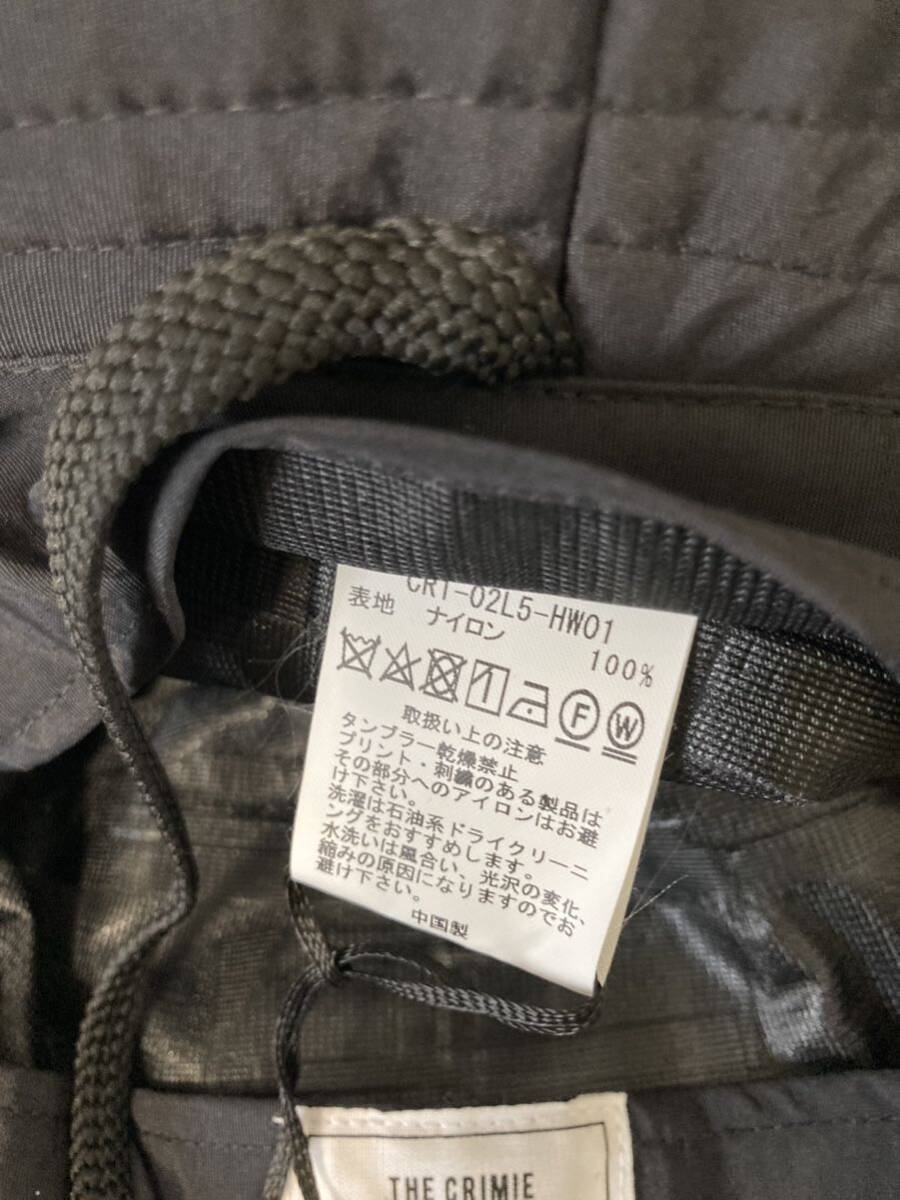 CR1-02L5-HW01
表地 ナイロン
100%
F W
取扱い上の注意
タンブラー乾燥禁止
プリント・刺繍のある製品は
その部分へのアイロンはお避
け下さい。
洗濯は石油系ドライクリーニ
ングをおすすめします。
水洗いは風合い、光沢の変化、
縮みの原因になりますのでお
避け下さい。
中国製
THE CRIMIE